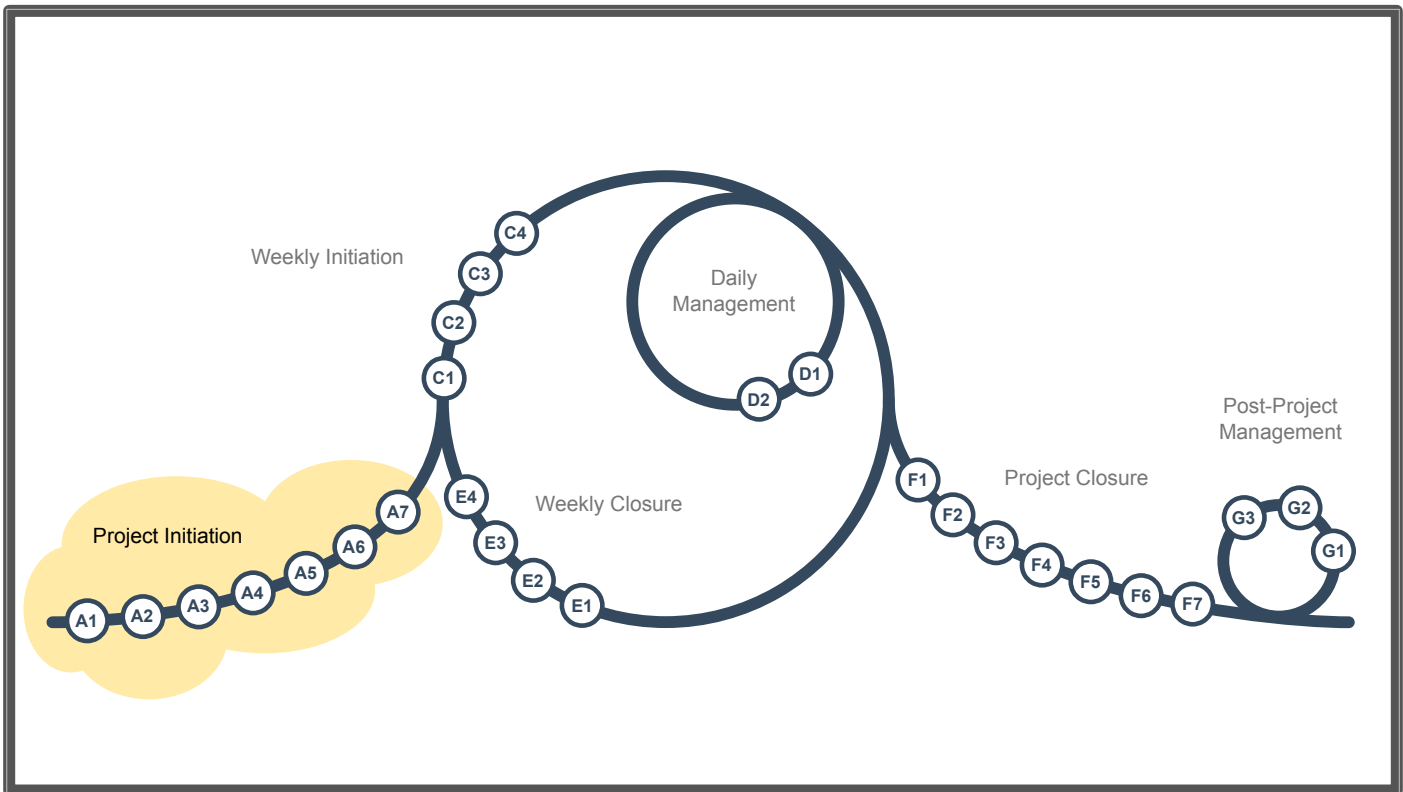 C4
Weekly Initiation
C3
C2
C1
Daily
Management
D1
D2
Post-Project
Management
Project Initiation
A1
A2
A3
A4
A5
A6
A7
Weekly Closure
E4
E3
E2
E1
Project Closure
F1
F2
F3
F4
F5
F6
F7
G3
G2
G1